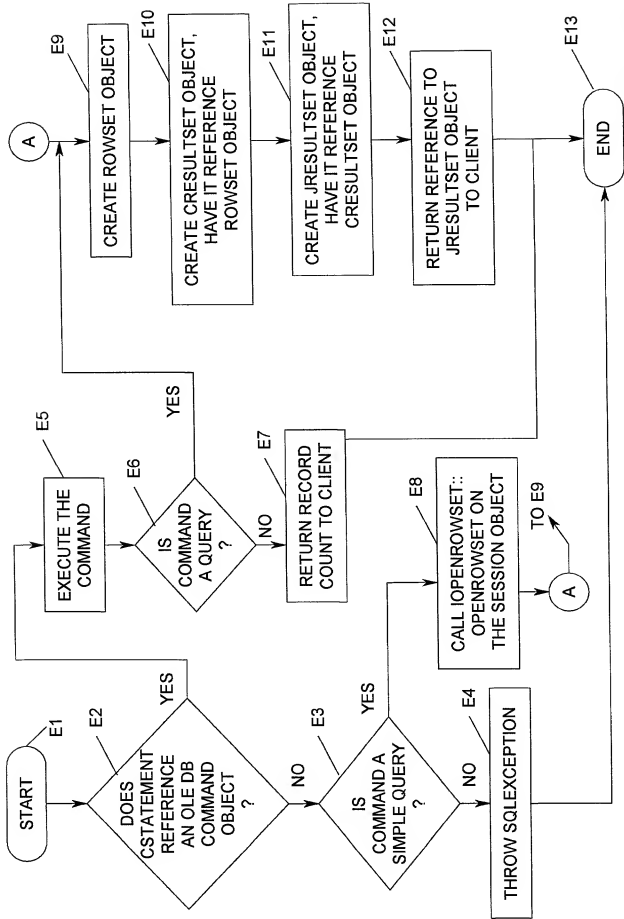 START
E1
DOES
CSTATEMENT
REFERENCE
AN OLE DB
COMMAND
OBJECT
?
E2
YES
NO
IS
COMMAND A
SIMPLE QUERY
?
E3
YES
NO
THROW SQLEXCEPTION
E4
EXECUTE THE
COMMAND
E5
IS
COMMAND
A QUERY
?
E6
YES
NO
RETURN RECORD
COUNT TO CLIENT
E7
CALL IOPENROWSET::
OPENROWSET ON
THE SESSION OBJECT
E8
A
TO E9
A
CREATE ROWSET OBJECT
E9
CREATE CRESULTSET OBJECT,
HAVE IT REFERENCE
ROWSET OBJECT
E10
CREATE JRESULTSET OBJECT,
HAVE IT REFERENCE
CRESULTSET OBJECT
E11
RETURN REFERENCE TO
JRESULTSET OBJECT
TO CLIENT
E12
END
E13